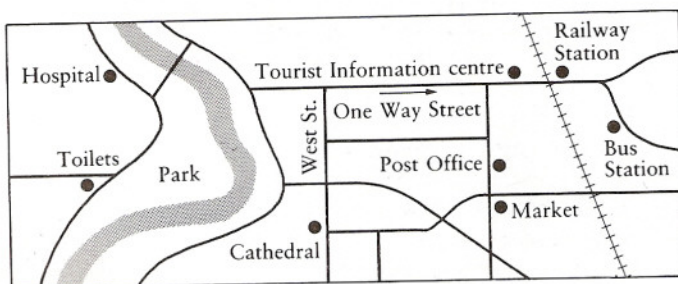 Railway
Station
Hospital
Tourist Information centre
West St.
One Way Street
Toilets
Park
Post Office
Bus
Station
Market
Cathedral